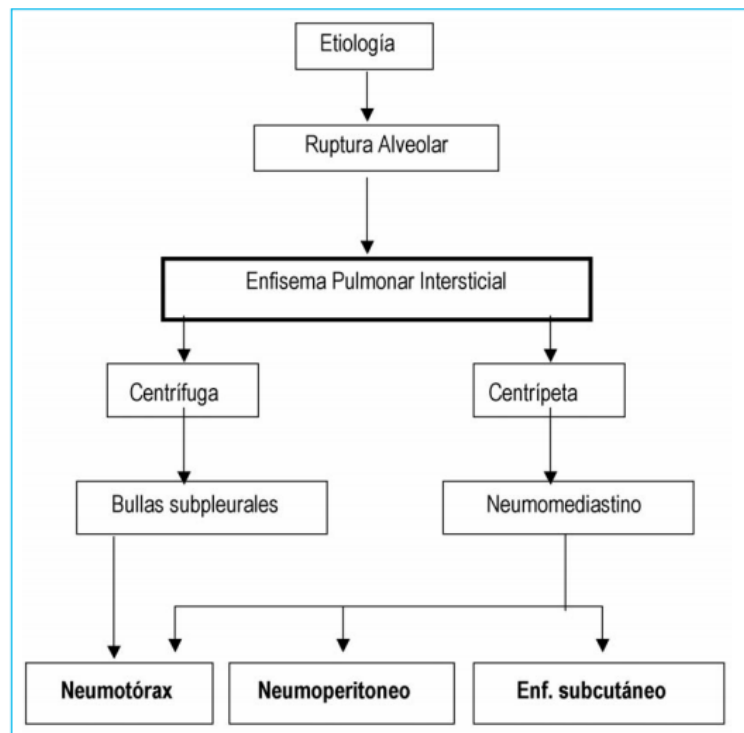 Etiología
Ruptura Alveolar
Enfisema Pulmonar Intersticial
Centrífuga
Centrípeta
Bullas subpleurales
Neumomediastino
Neumotórax
Neumoperitoneo
Enf. subcutáneo